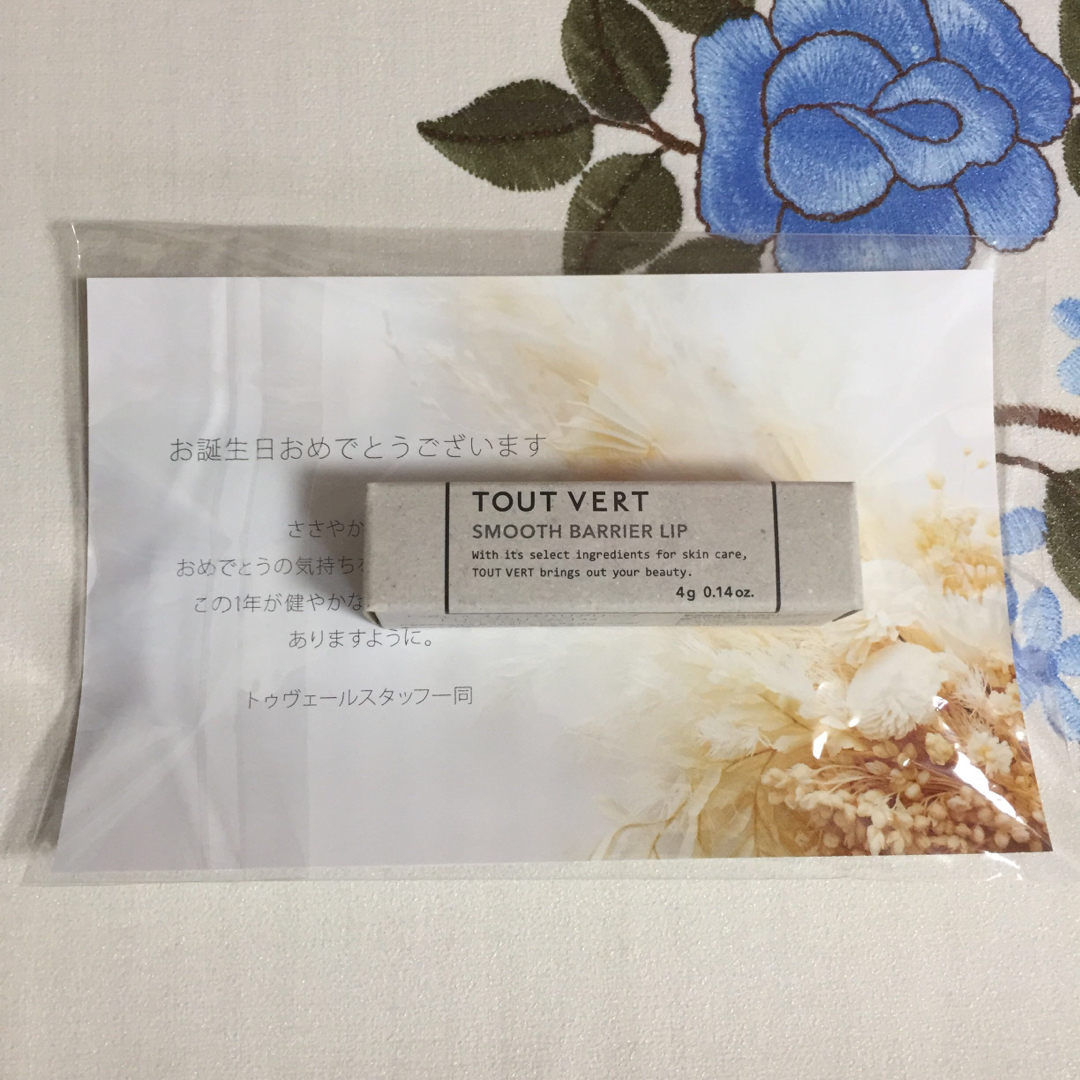 お誕生日おめでとうございます
ささやか
おめでとうの気持ち
この1年が健やかな
ありますように。
トゥヴェールスタッフ一同
TOUT VERT
SMOOTH BARRIER LIP
With its select ingredients for skin care,
TOUT VERT brings out your beauty.
4g 0.14oz.